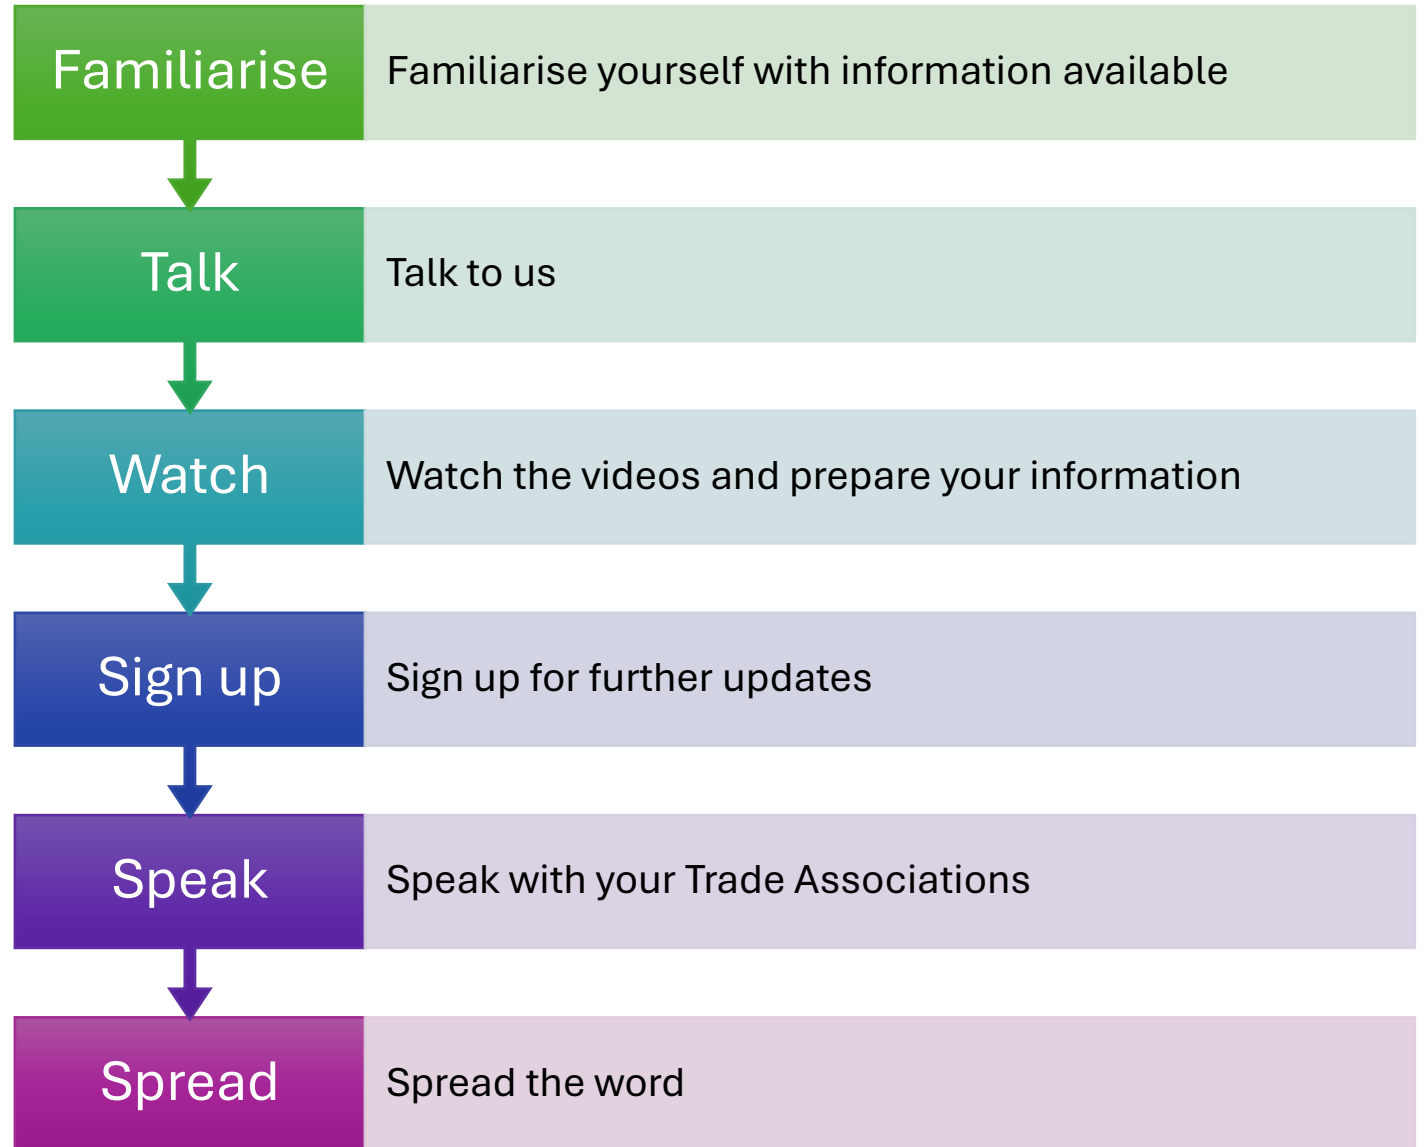 Familiarise
Familiarise yourself with information available
Talk
Talk to us
Watch
Watch the videos and prepare your information
Sign up
Sign up for further updates
Speak
Speak with your Trade Associations
Spread
Spread the word